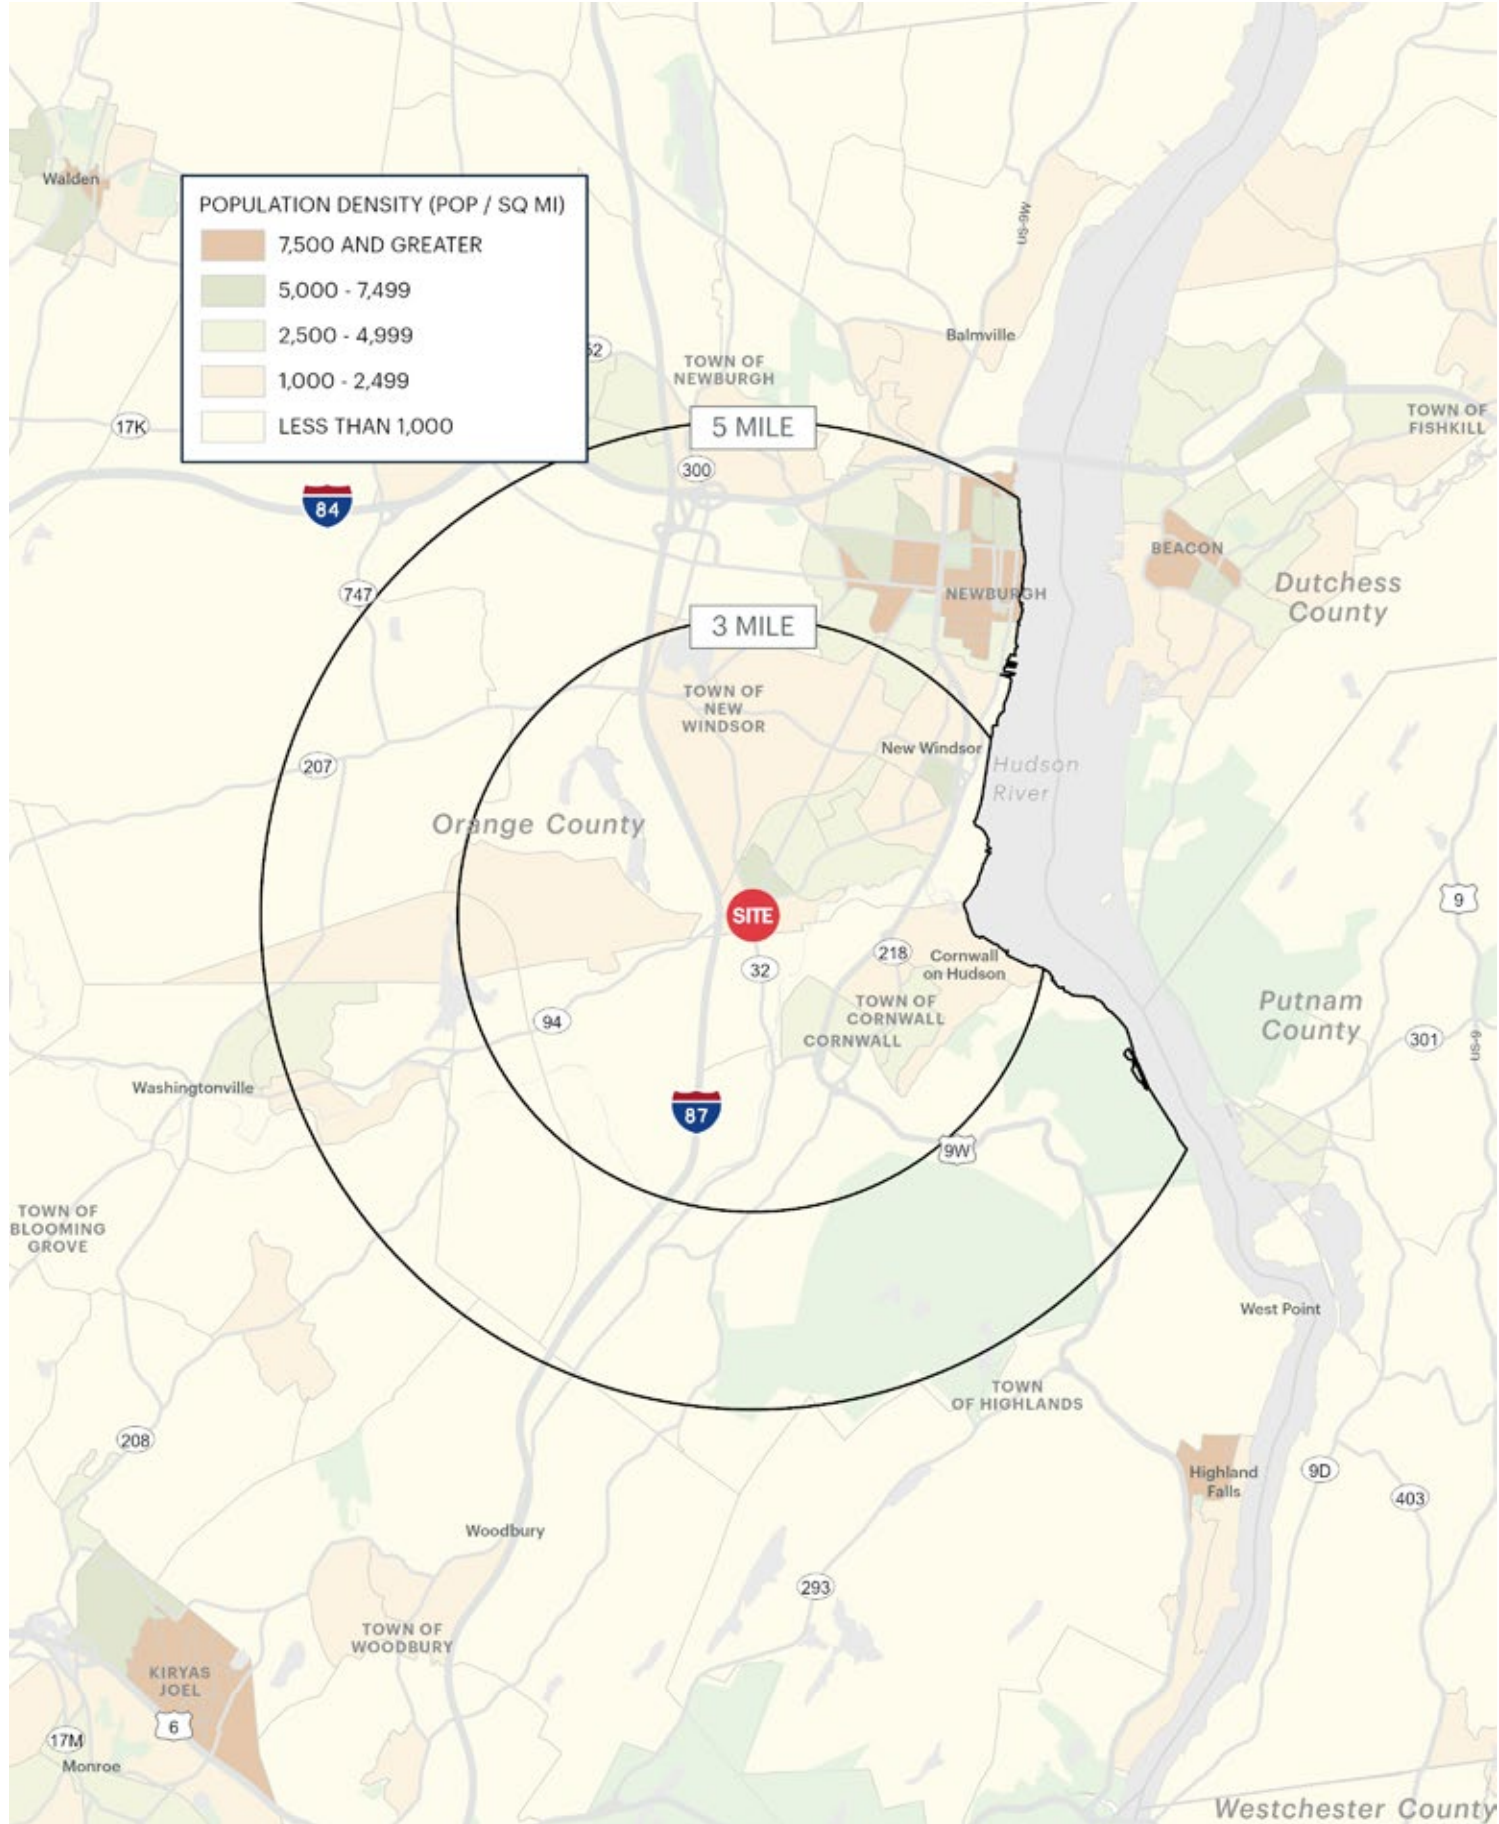 Walden
POPULATION DENSITY (POP / SQ MI)
7,500 AND GREATER
5,000 - 7,499
2,500 - 4,999
1,000 - 2,499
LESS THAN 1,000
US-9W
Balmville
52
TOWN OF
NEWBURGH
17K
5 MILE
TOWN OF
FISHKILL
300
84
BEACON
747
NEWBURGH
Dutchess
County
3 MILE
TOWN OF
NEW
WINDSOR
New Windsor
207
Hudson
River
Orange County
9
SITE
218
Cornwall
on Hudson
32
TOWN OF
CORNWALL
Putnam
County
94
CORNWALL
301
US-9
Washingtonville
87
9W
TOWN OF
BLOOMING
GROVE
West Point
TOWN
OF HIGHLANDS
208
Highland
Falls
9D
403
Woodbury
293
TOWN OF
WOODBURY
KIRYAS
JOEL
6
17M
Monroe
Westchester County